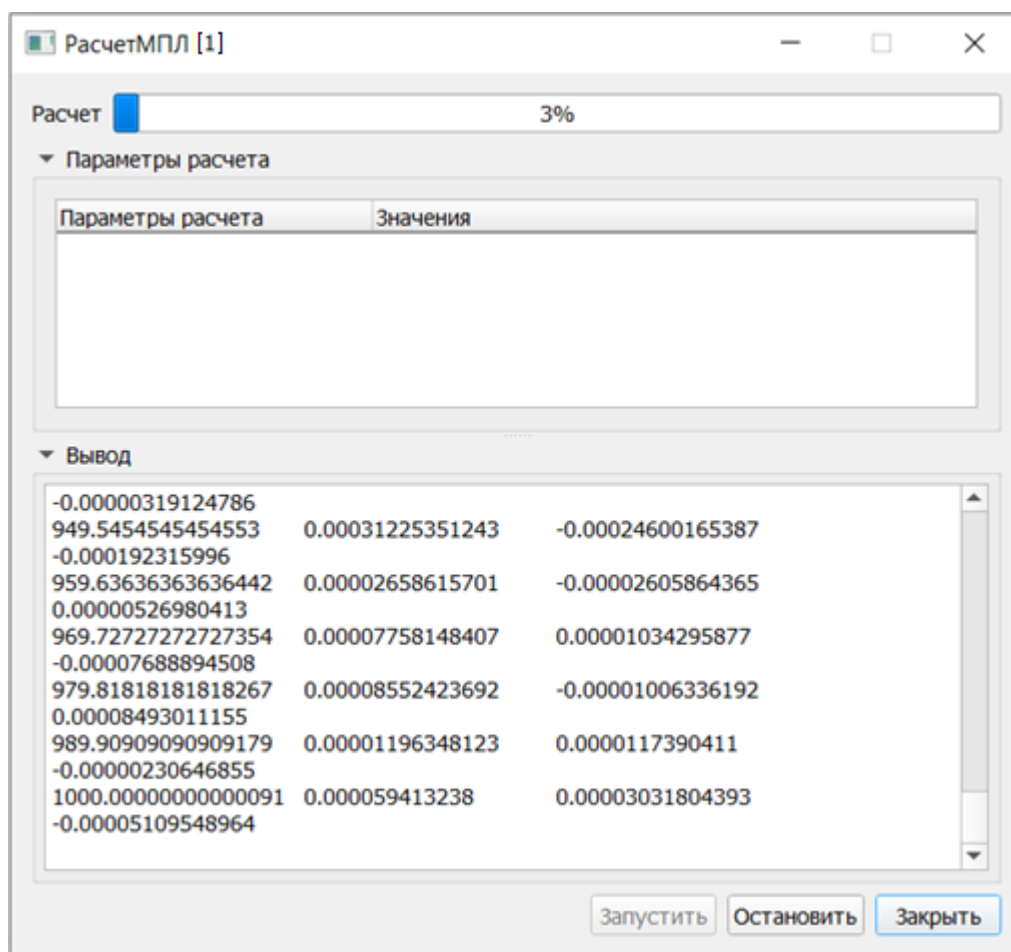 РасчетМПЛ [1]
Расчет 3%
Параметры расчета
Параметры расчета Значения
Вывод
-0.00000319124786
949.5454545454553 0.00031225351243 -0.00024600165387
-0.000192315996
959.63636363636442 0.00002658615701 -0.00002605864365
0.00000526980413
969.72727272727354 0.00007758148407 0.00001034295877
-0.00007688894508
979.81818181818267 0.00008552423692 -0.00001006336192
0.00008493011155
989.90909090909179 0.00001196348123 0.0000117390411
-0.00000230646855
1000.00000000000091 0.000059413238 0.00003031804393
-0.00005109548964
Запустить Остановить Закрыть